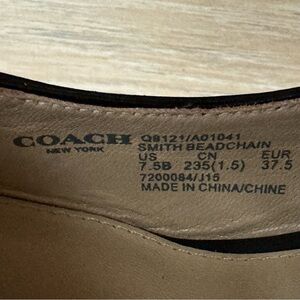 COACH
NEW YORK
Q8121/A01041
SMITH BEADCHAIN
US CN EUR
7.5B 235(1.5) 37.5
7200084/J15
MADE IN CHINA/CHINE